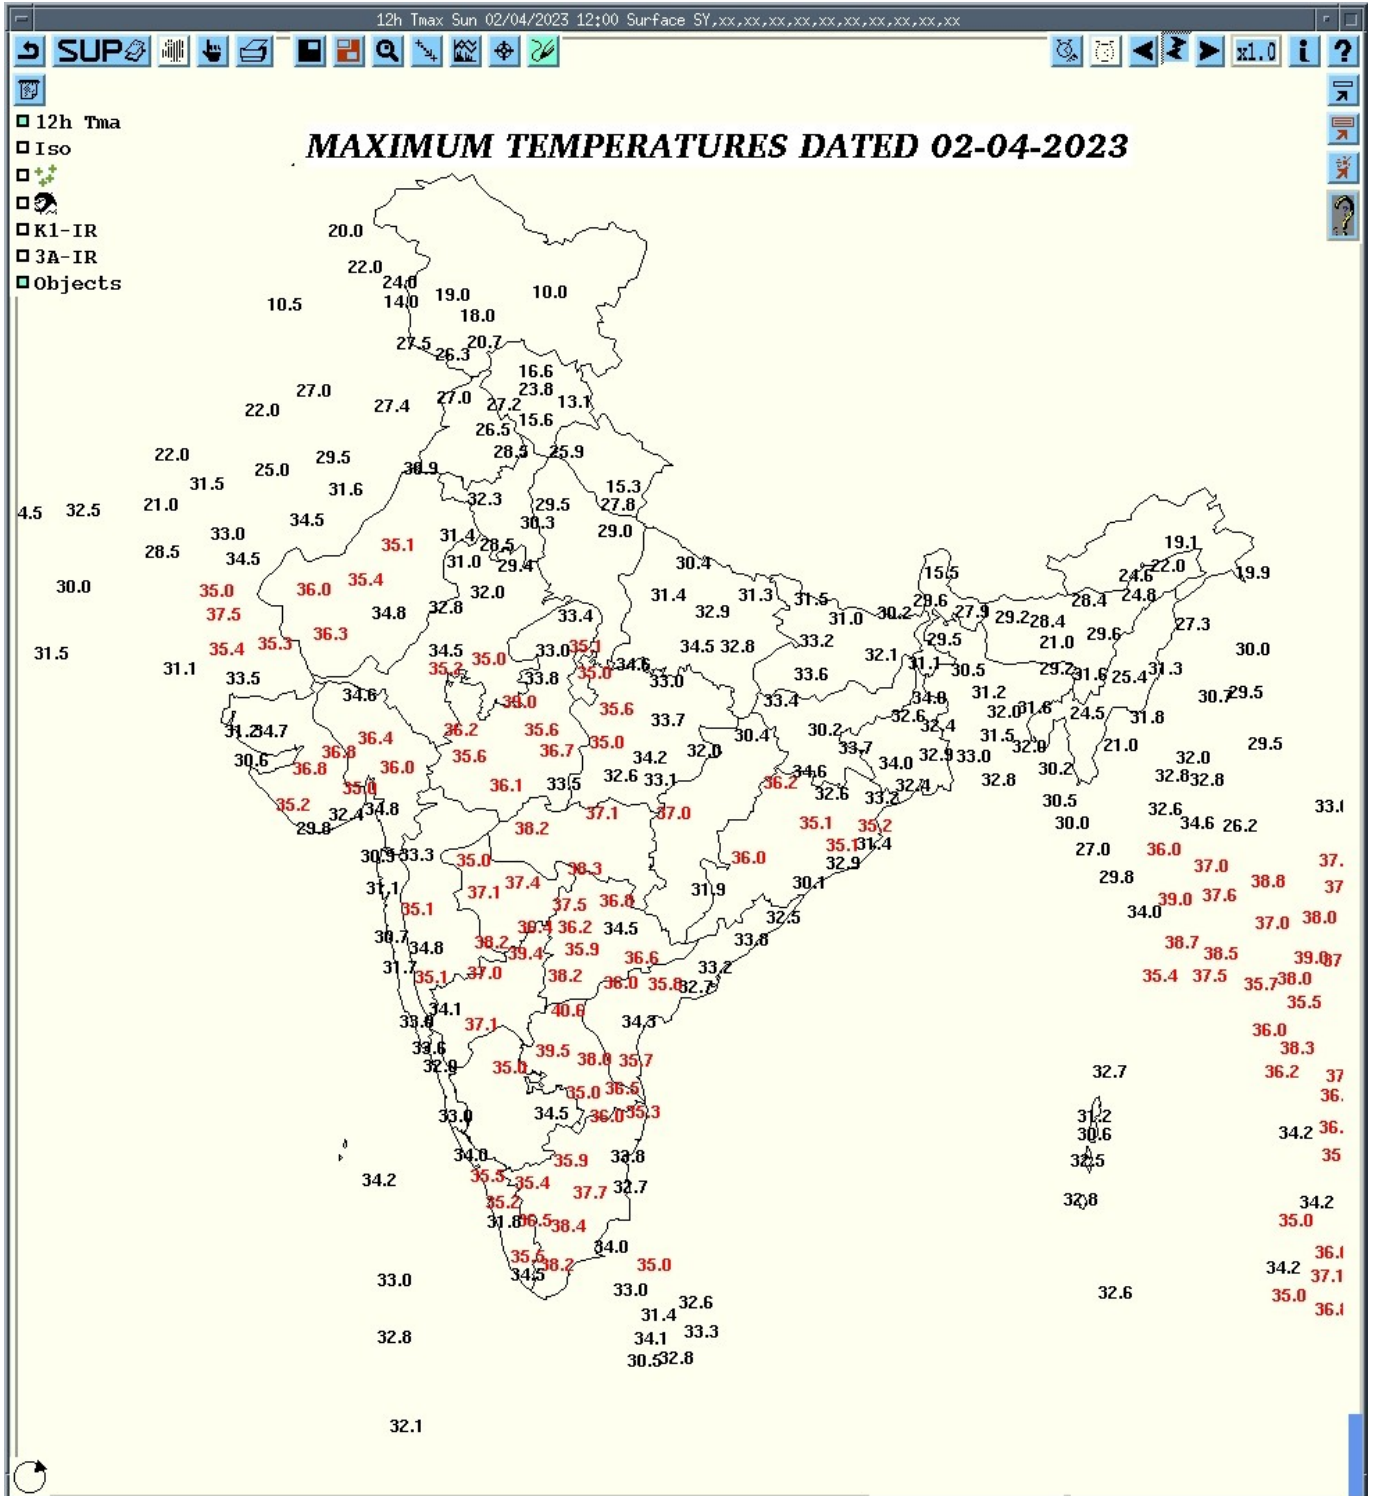 12h Tmax Sun 02/04/2023 12:00 Surface SY,xx,xx,xx,xx,xx,xx,xx,xx,xx,xx
SUP x1.0 i ?
12h Tma
MAXIMUM TEMPERATURES DATED 02-04-2023
Iso
K1-IR
3A-IR
Objects
20.0
22.0
24.0
10.5 14.0 19.0 10.0
18.0
27.5 26.3 20.7
16.6
27.0 23.8
22.0 27.4 27.0 27.2 13.1
15.6
26.5
22.0 29.5 28.5 25.9
25.0 30.9
31.5 31.6 15.3
21.0 32.3 29.5 27.8
4.5 32.5 34.5 30.3
33.0 31.4 29.0
28.5 34.5 35.1 28.5 19.1
31.0 29.4 30.4 22.0
30.0 35.0 36.0 35.4 32.0 15.5 24.6 19.9
37.5 34.8 32.8 33.4 31.4 31.3 31.5 29.6 28.4 24.8
32.9 31.0 30.2 27.9 29.2 28.4
35.4 35.3 36.3 27.3
31.5 34.5 33.0 35.1 34.5 32.8 33.2 29.5 21.0 29.6 30.0
31.1 33.5 35.2 35.0 33.8 35.0 34.6 33.0 33.6 32.1 31.1 30.5 29.2 31.6 25.4 31.3
34.6 33.4 31.2 30.7 29.5
35.6 33.7 32.6 32.0 31.6 24.5 31.8
31.2 34.7 36.4 36.2 35.6 30.4 30.2 32.4 31.5
30.6 36.8 35.6 36.7 35.0 32.0 33.7 32.9 33.0 32.0 21.0 29.5
36.8 36.0 34.2 34.6 34.0 30.2 32.0
35.0 36.1 33.5 32.6 33.1 36.2 32.6 32.4 32.8 32.8 32.8
35.2 32.4 34.8 33.2 30.5 32.6
29.8 38.2 37.1 37.0 35.1 35.2 30.0 34.6 26.2
33.3 35.0 36.0 35.1 31.4 32.9 27.0 36.0 37.0
31.1 37.1 37.4 38.3 31.9 30.1 29.8 38.8
35.1 37.5 36.8 39.0 37.6
34.5 32.5 34.0 37.0 38.0
34.8 38.2 36.2 33.8 38.7
31.7 39.4 35.9 36.6 38.5
35.1 37.0 38.2 35.8 33.2 32.7 35.4 37.5 35.7 38.0
34.1 35.5
37.1 34.3 36.0
39.5 35.7 38.3
35.0 32.7 36.2
35.0 36.5
33.0 34.5 36.0 35.3 31.2
30.6 34.2
34.0 35.9 33.8 32.5
34.2 35.5 35.4 37.7 32.7
35.2 32.8 34.2
31.8 38.4 35.0
34.0
35.5 38.2 35.0 34.2
33.0 34.5 33.0 32.6 37.1
32.6 35.0
31.4
32.8 34.1 33.3
30.5 32.8
32.1